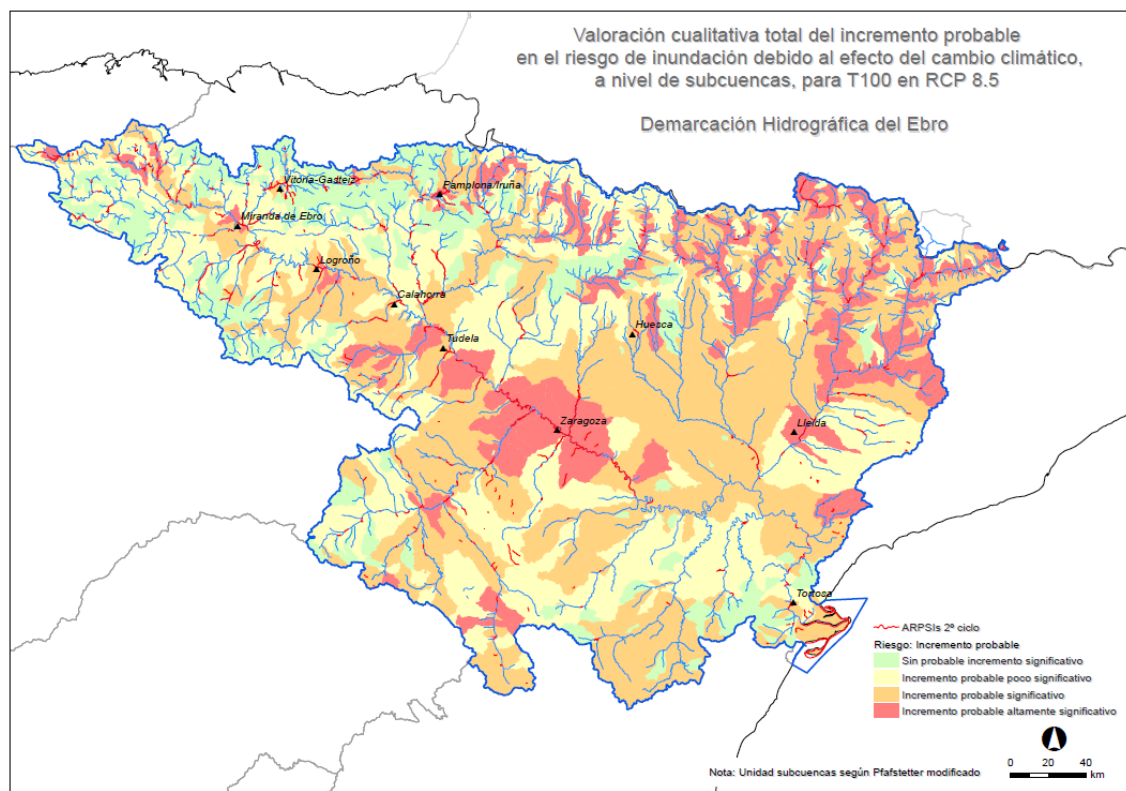 Valoración cualitativa total del incremento probable
en el riesgo de inundación debido al efecto del cambio climático,
a nivel de subcuencas, para T100 en RCP 8.5
Demarcación Hidrográfica del Ebro
Vitoria-Gadteiz
Pamplona/Iruña
Miranda de Ebro
Logroño
Calahorra
Tudela
Huesca
Zaragoza
Lleida
Tortosa
ARPSIs 2º ciclo
Riesgo: Incremento probable
Sin probable incremento significativo
Incremento probable poco significativo
Incremento probable significativo
Incremento probable altamente significativo
0 20 40
km
Nota: Unidad subcuencas según Pfafstetter modificado